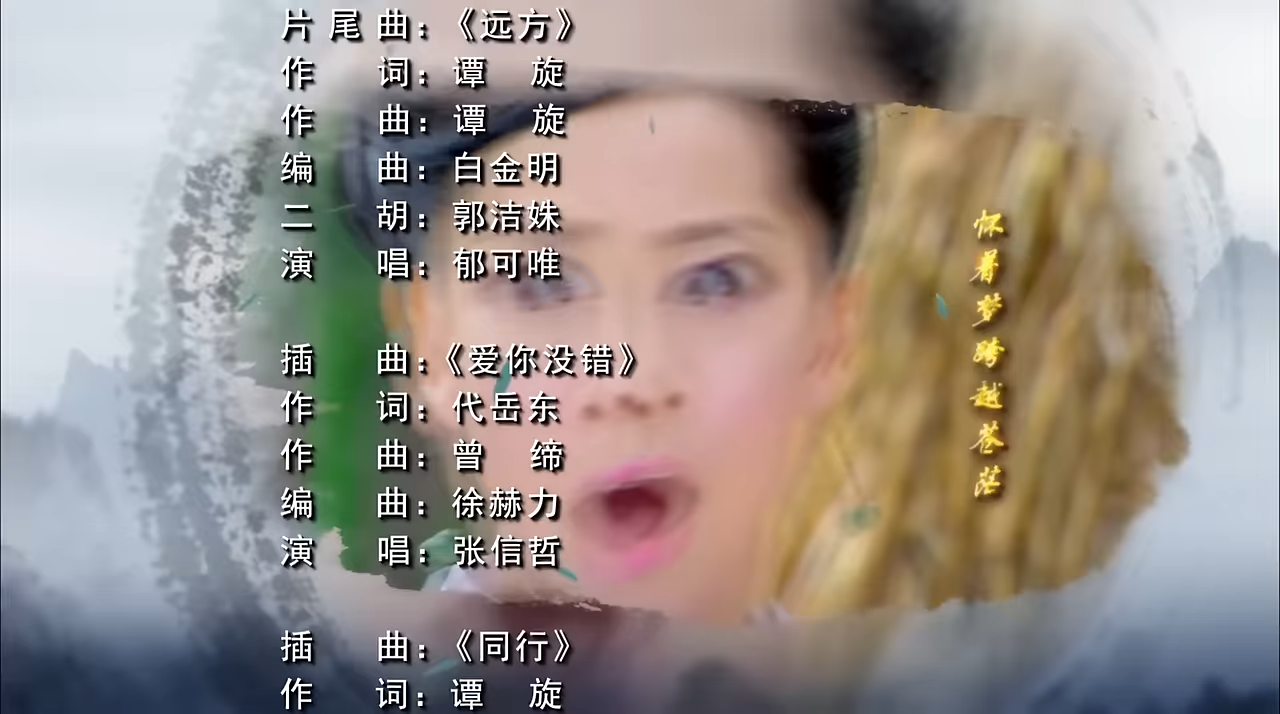 片尾曲：《远方》
作词：谭旋
作曲：谭旋
编曲：白金明
二胡：郭洁姝
演唱：郁可唯
插曲：《爱你没错》
作词：代岳东
作曲：曾缔
编曲：徐赫力
演唱：张信哲
插曲：《同行》
作词：谭旋
怀着梦跨越苍茫